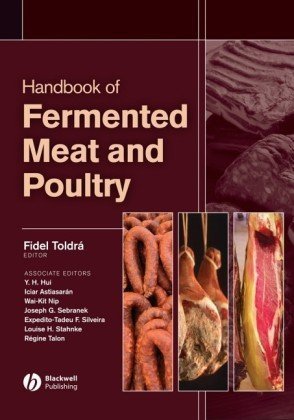 Handbook of
Fermented
Meat and
Poultry
Fidel Toldrá
EDITOR
ASSOCIATE EDITORS
Y. H. Hui
Iciar Astiasarán
Wai-Kit Nip
Joseph G. Sebranek
Expedito-Tadeu F. Silveira
Louise H. Stahnke
Régine Talon
Blackwell
Publishing